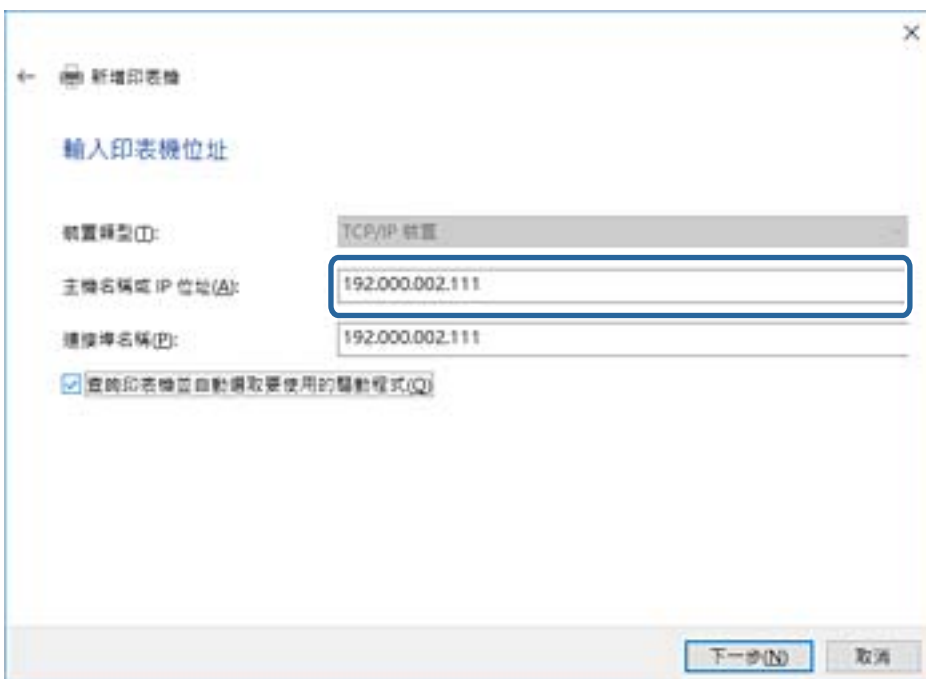 新增印表機
輸入印表機位址
裝置類型(T): TCP/IP 裝置
主機名稱或 IP 位址(A): 192.000.002.111
連接埠名稱(P): 192.000.002.111
查詢印表機並自動選取要使用的驅動程式(Q)
下一步(N) 取消